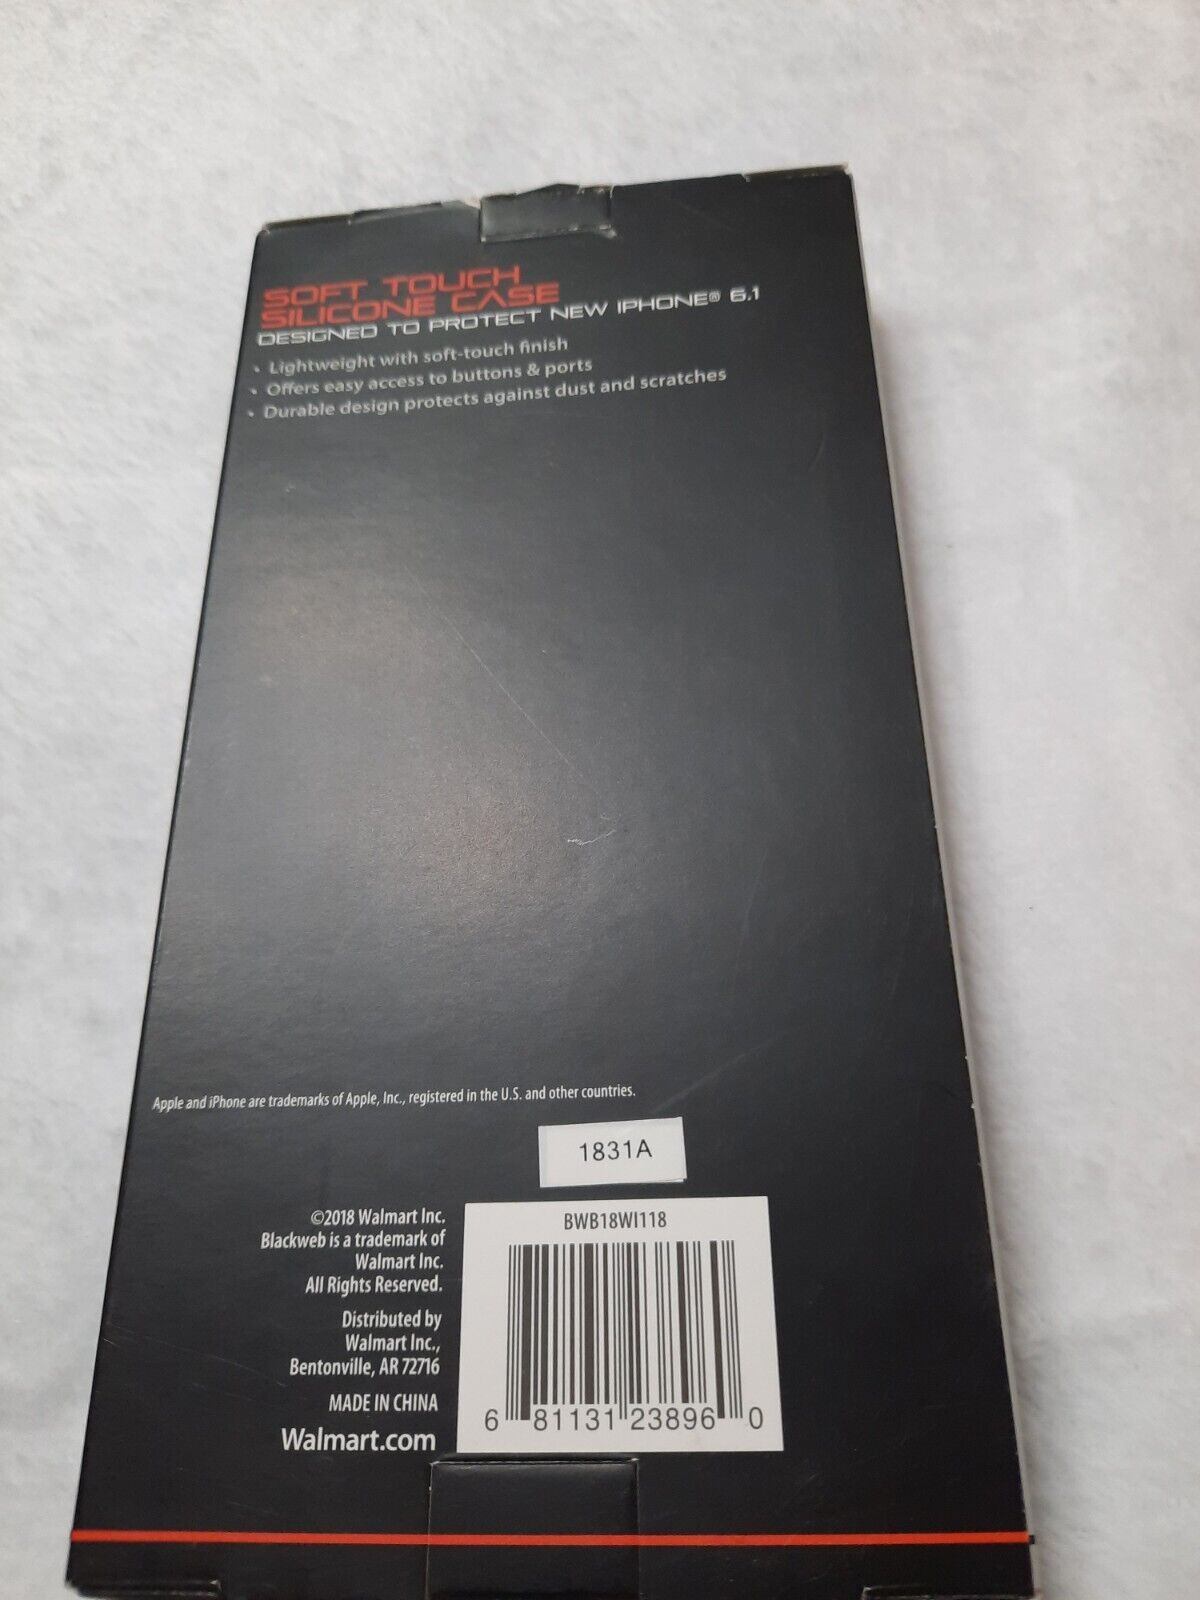 SOFT TOUCH
SILICONE CASE
DESIGNED TO PROTECT NEW IPHONE® 6.1
• Lightweight with soft-touch finish
• Offers easy access to buttons & ports
• Durable design protects against dust and scratches
Apple and iPhone are trademarks of Apple, Inc., registered in the U.S. and other countries.
1831A
©2018 Walmart Inc.
Blackweb is a trademark of
Walmart Inc.
All Rights Reserved.
Distributed by
Walmart Inc.,
Bentonville, AR 72716
MADE IN CHINA
Walmart.com
BWB18WI118
6 81131 23896 0